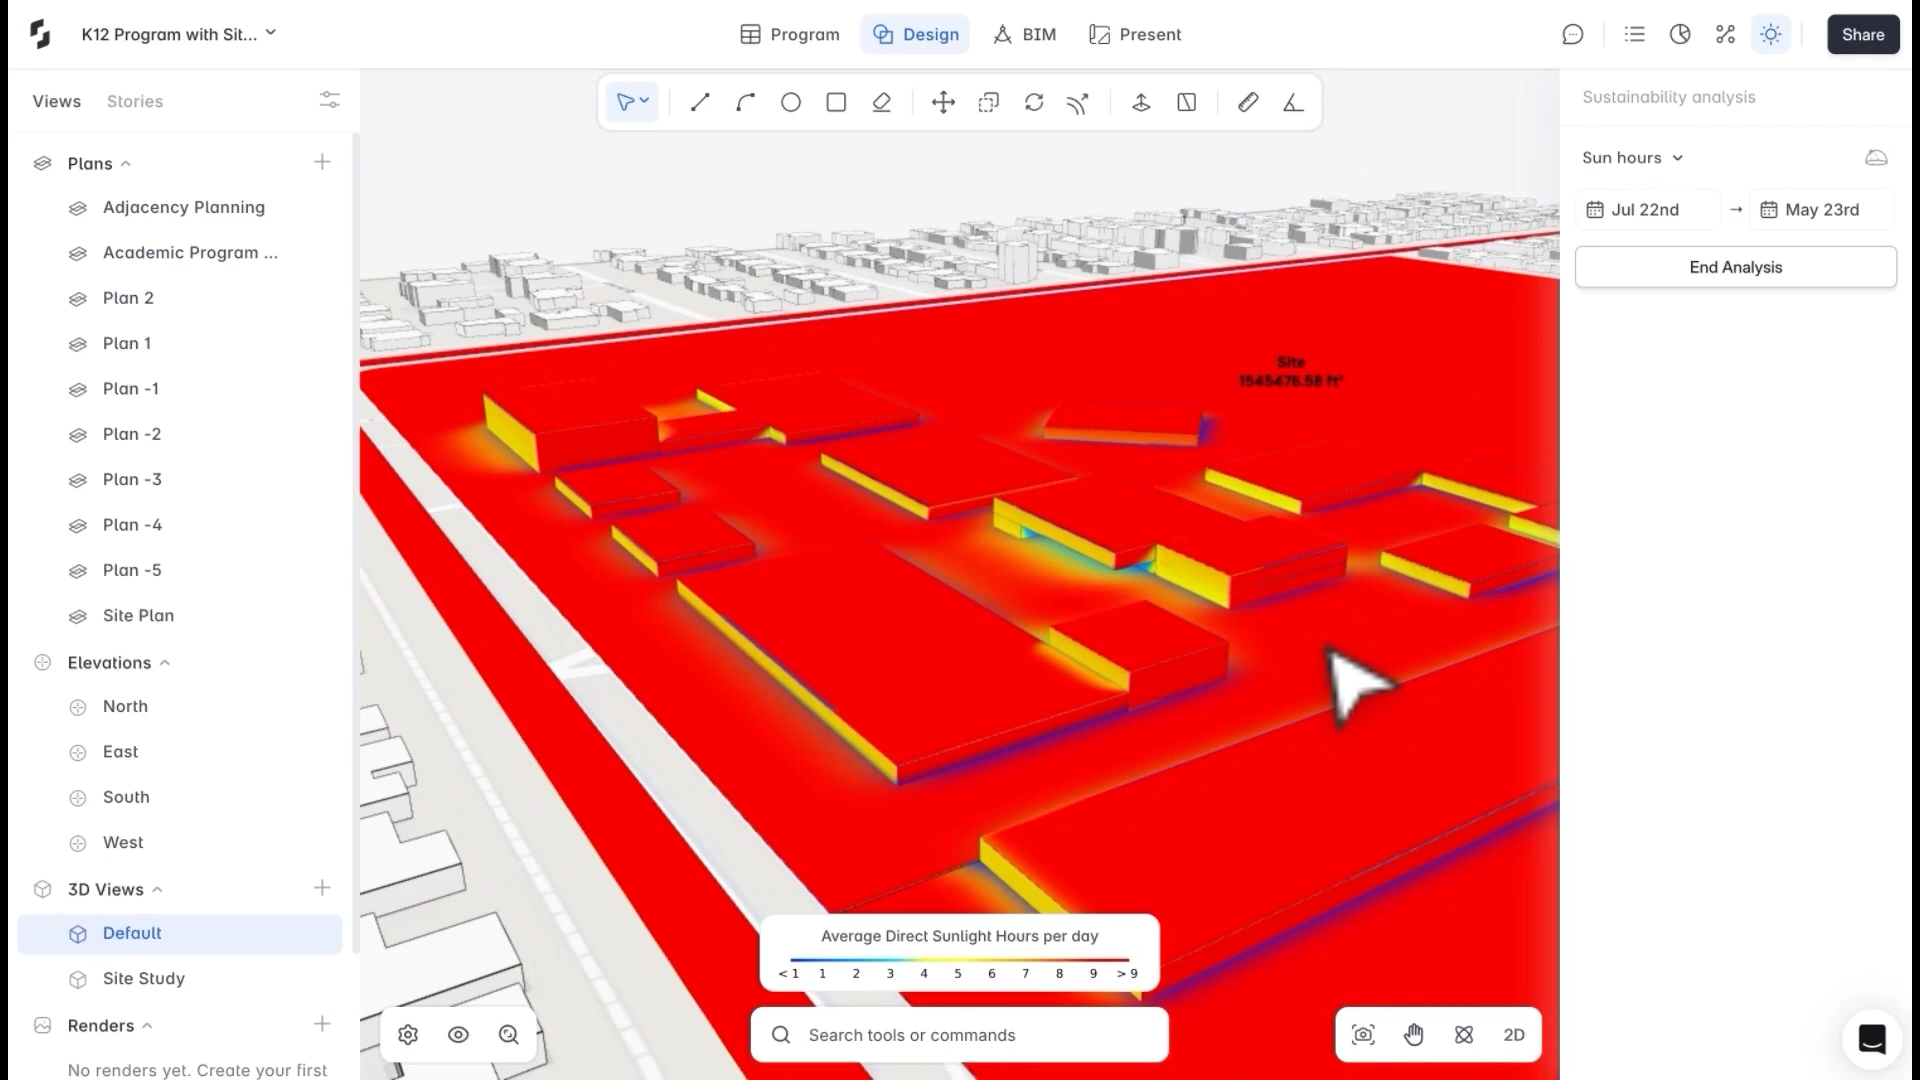 K12 Program with Sit...
Program
Design
BIM
Present
Share
Views
Stories
Plans
Adjacency Planning
Academic Program ...
Plan 2
Plan 1
Plan -1
Plan -2
Plan -3
Plan -4
Plan -5
Site Plan
Elevations
North
East
South
West
3D Views
Default
Site Study
Renders
No renders yet. Create your first
Site
1545476.58 ft²
Average Direct Sunlight Hours per day
< 1 1 2 3 4 5 6 7 8 9 > 9
Search tools or commands
2D
Sustainability analysis
Sun hours
Jul 22nd → May 23rd
End Analysis